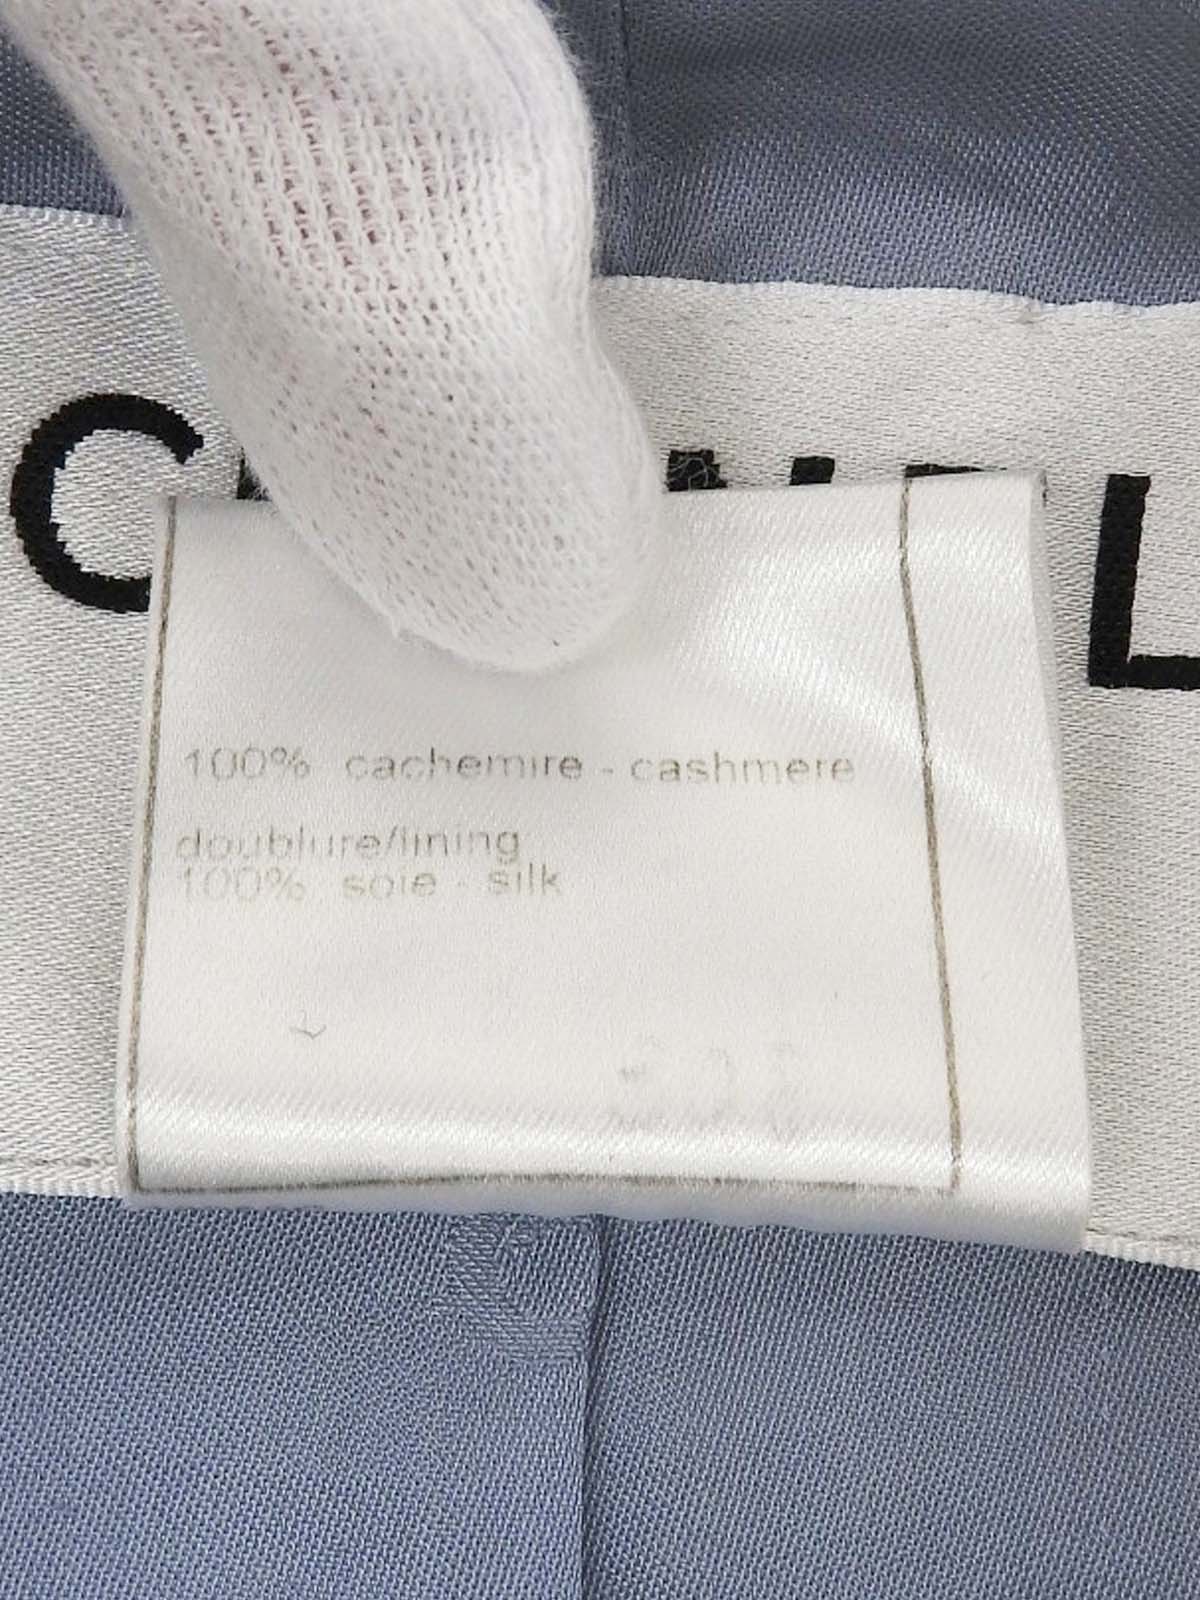 100% cachemire - cashmere
doublure/lining
100% soie - silk